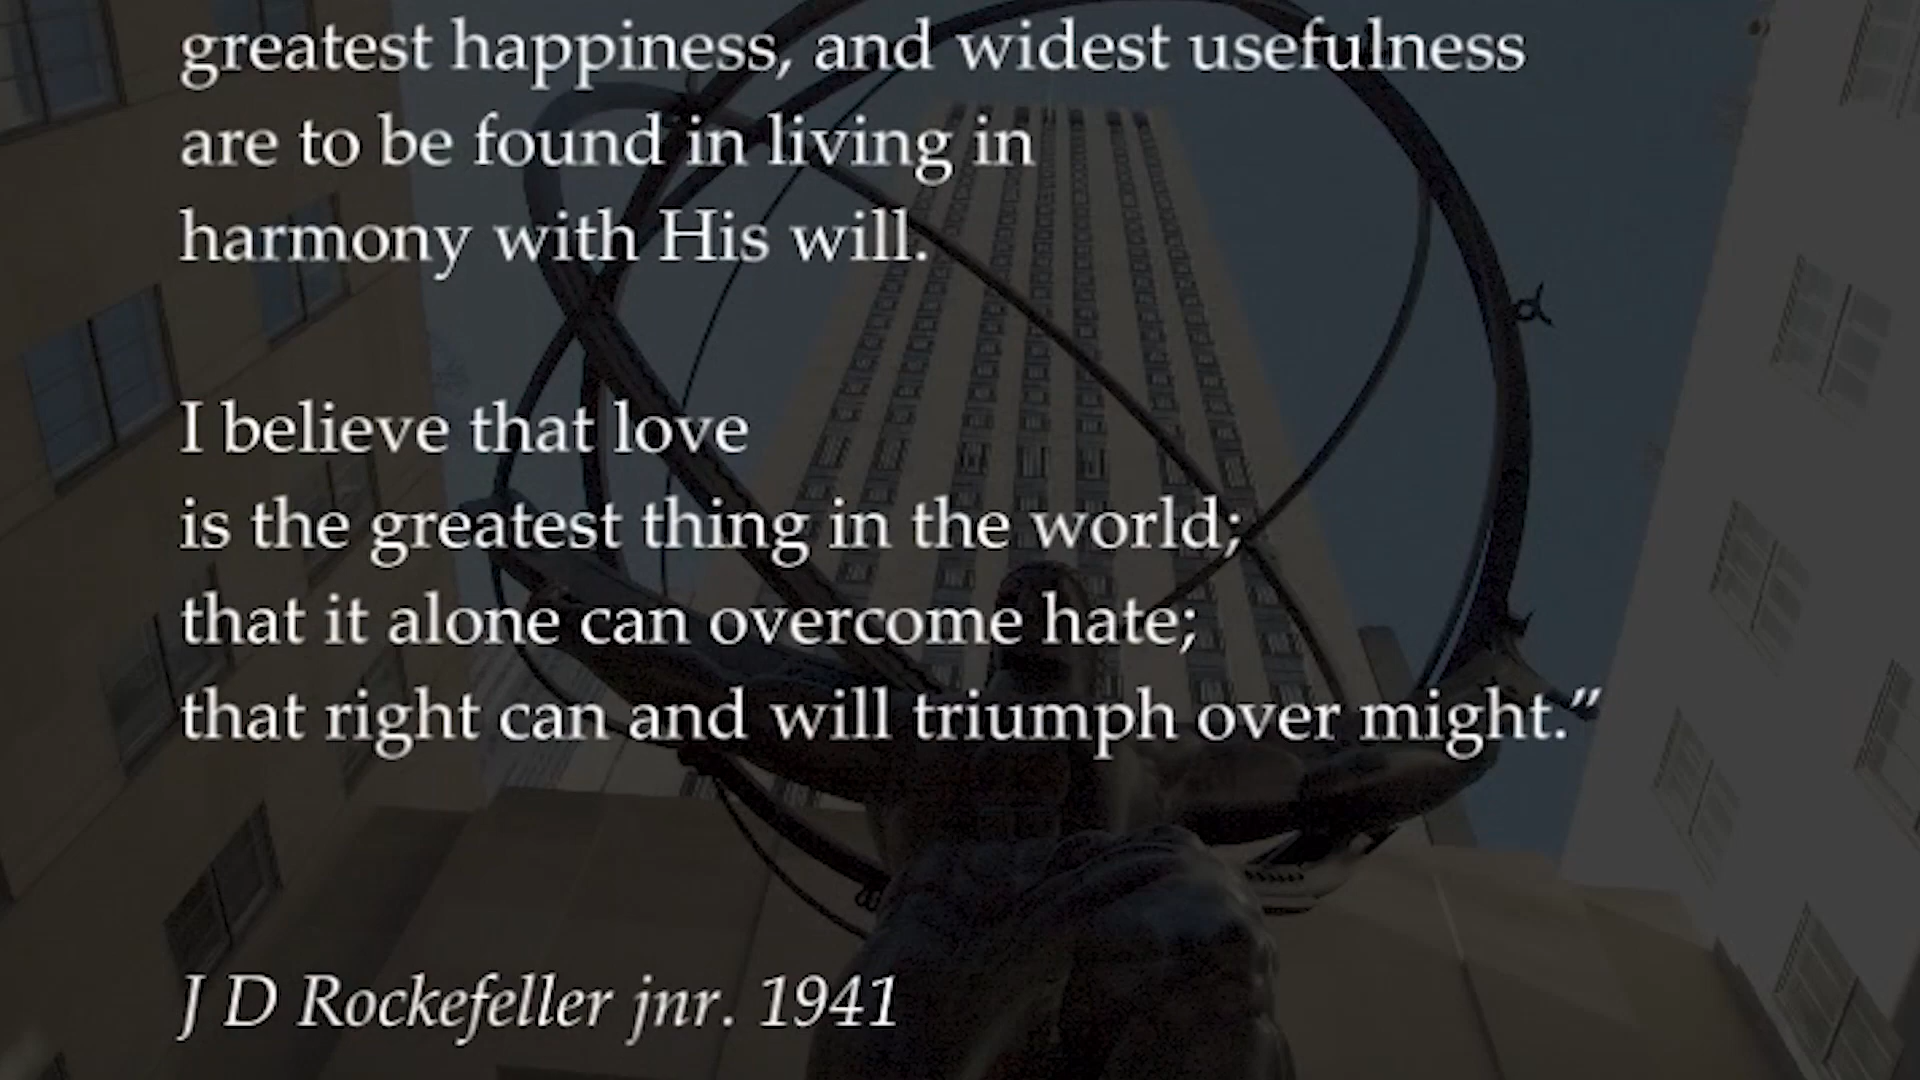 greatest happiness, and widest usefulness
are to be found in living in
harmony with His will.
I believe that love
is the greatest thing in the world;
that it alone can overcome hate;
that right can and will triumph over might.”
J D Rockefeller jnr. 1941